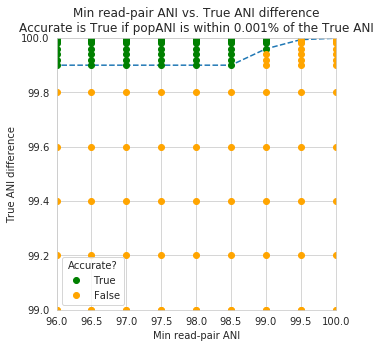 Min read-pair ANI vs. True ANI difference
Accurate is True if popANI is within 0.001% of the True ANI
100.0
99.8
99.6
99.4
99.2
99.0
True ANI difference
Accurate?
True
False
96.0 96.5 97.0 97.5 98.0 98.5 99.0 99.5 100.0
Min read-pair ANI